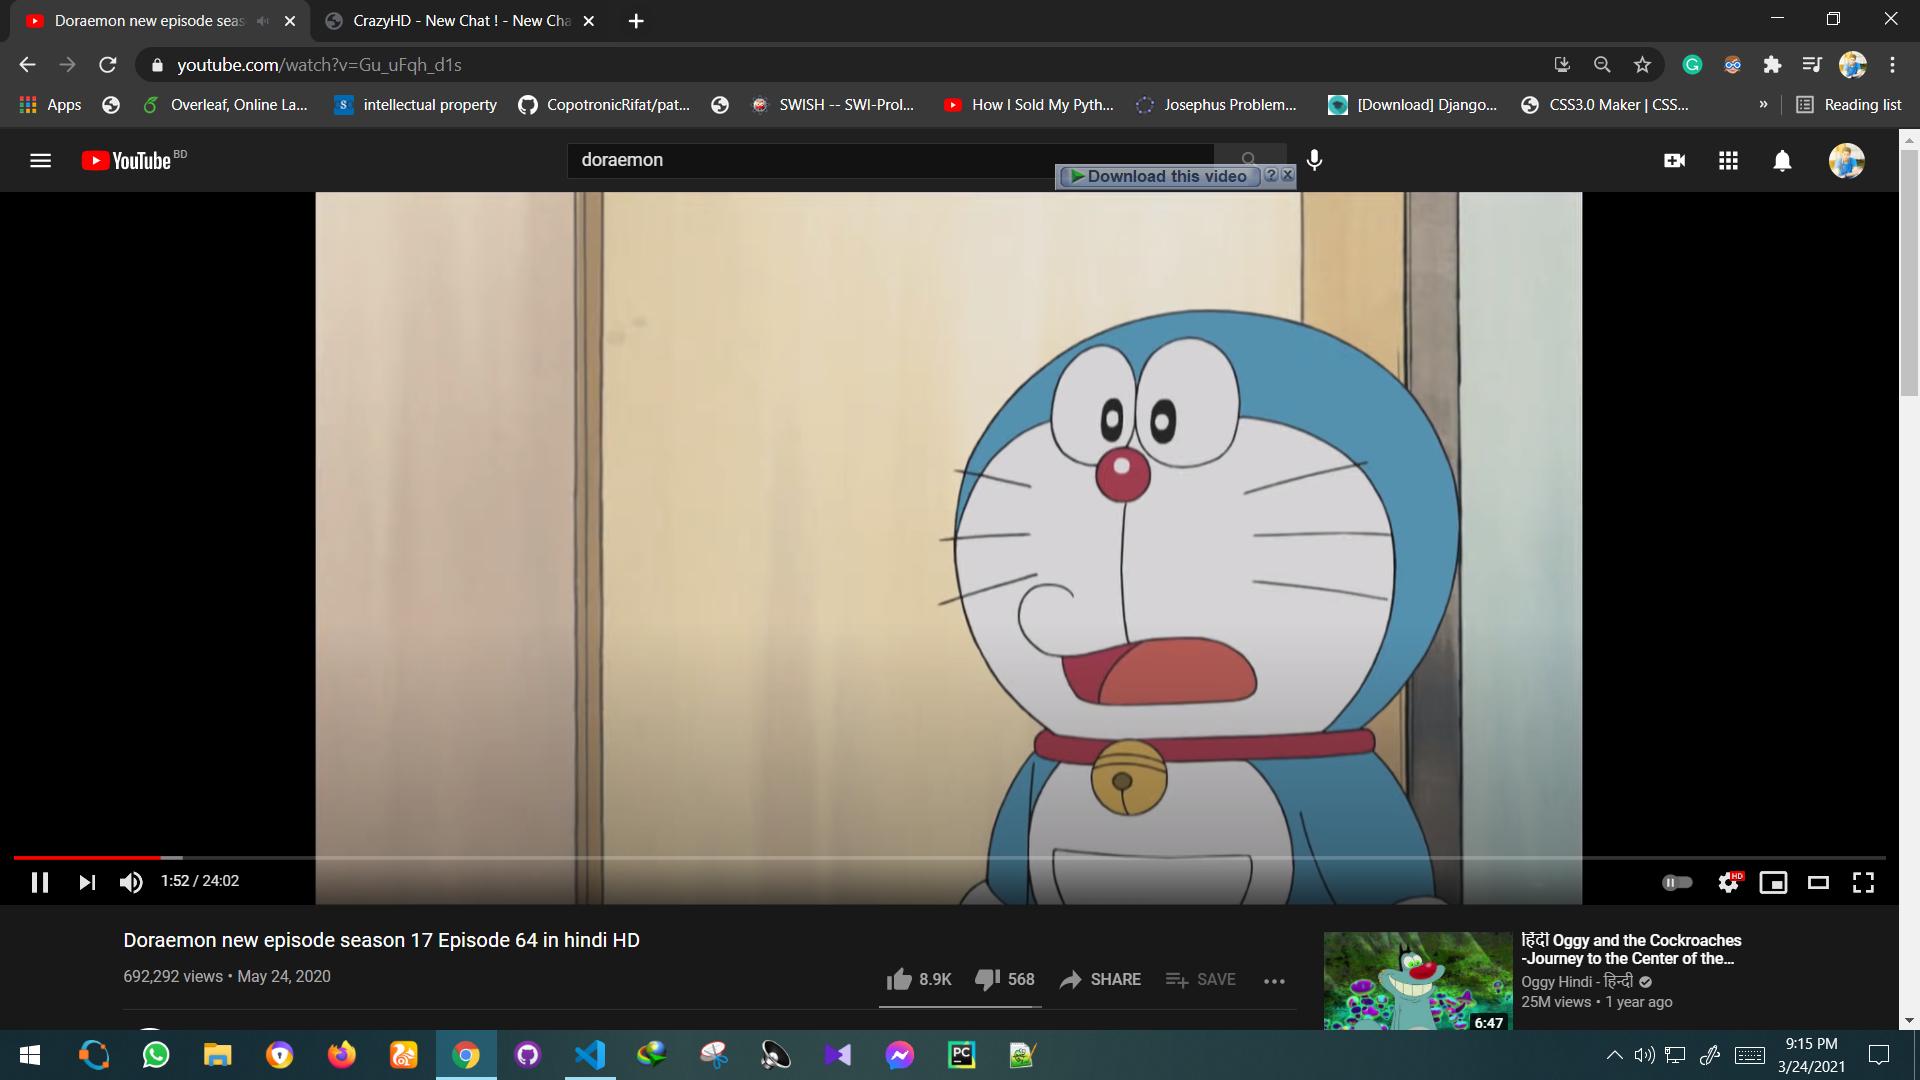 Doraemon new episode seas
CrazyHD - New Chat ! - New Cha
youtube.com/watch?v=Gu_uFqh_d1s
Apps
Overleaf, Online La...
S
intellectual property
CopotronicRifat/pat...
SWISH -- SWI-Prol...
How I Sold My Pyth...
Josephus Problem...
[Download] Django...
CSS3.0 Maker | CSS...
»
Reading list
YouTube BD
doraemon
Download this video
1:52 / 24:02
HD
Doraemon new episode season 17 Episode 64 in hindi HD
692,292 views • May 24, 2020
8.9K
568
SHARE
SAVE
हिंदी Oggy and the Cockroaches
-Journey to the Center of the...
Oggy Hindi - हिन्दी
25M views • 1 year ago
6:47
PC
9:15 PM
3/24/2021